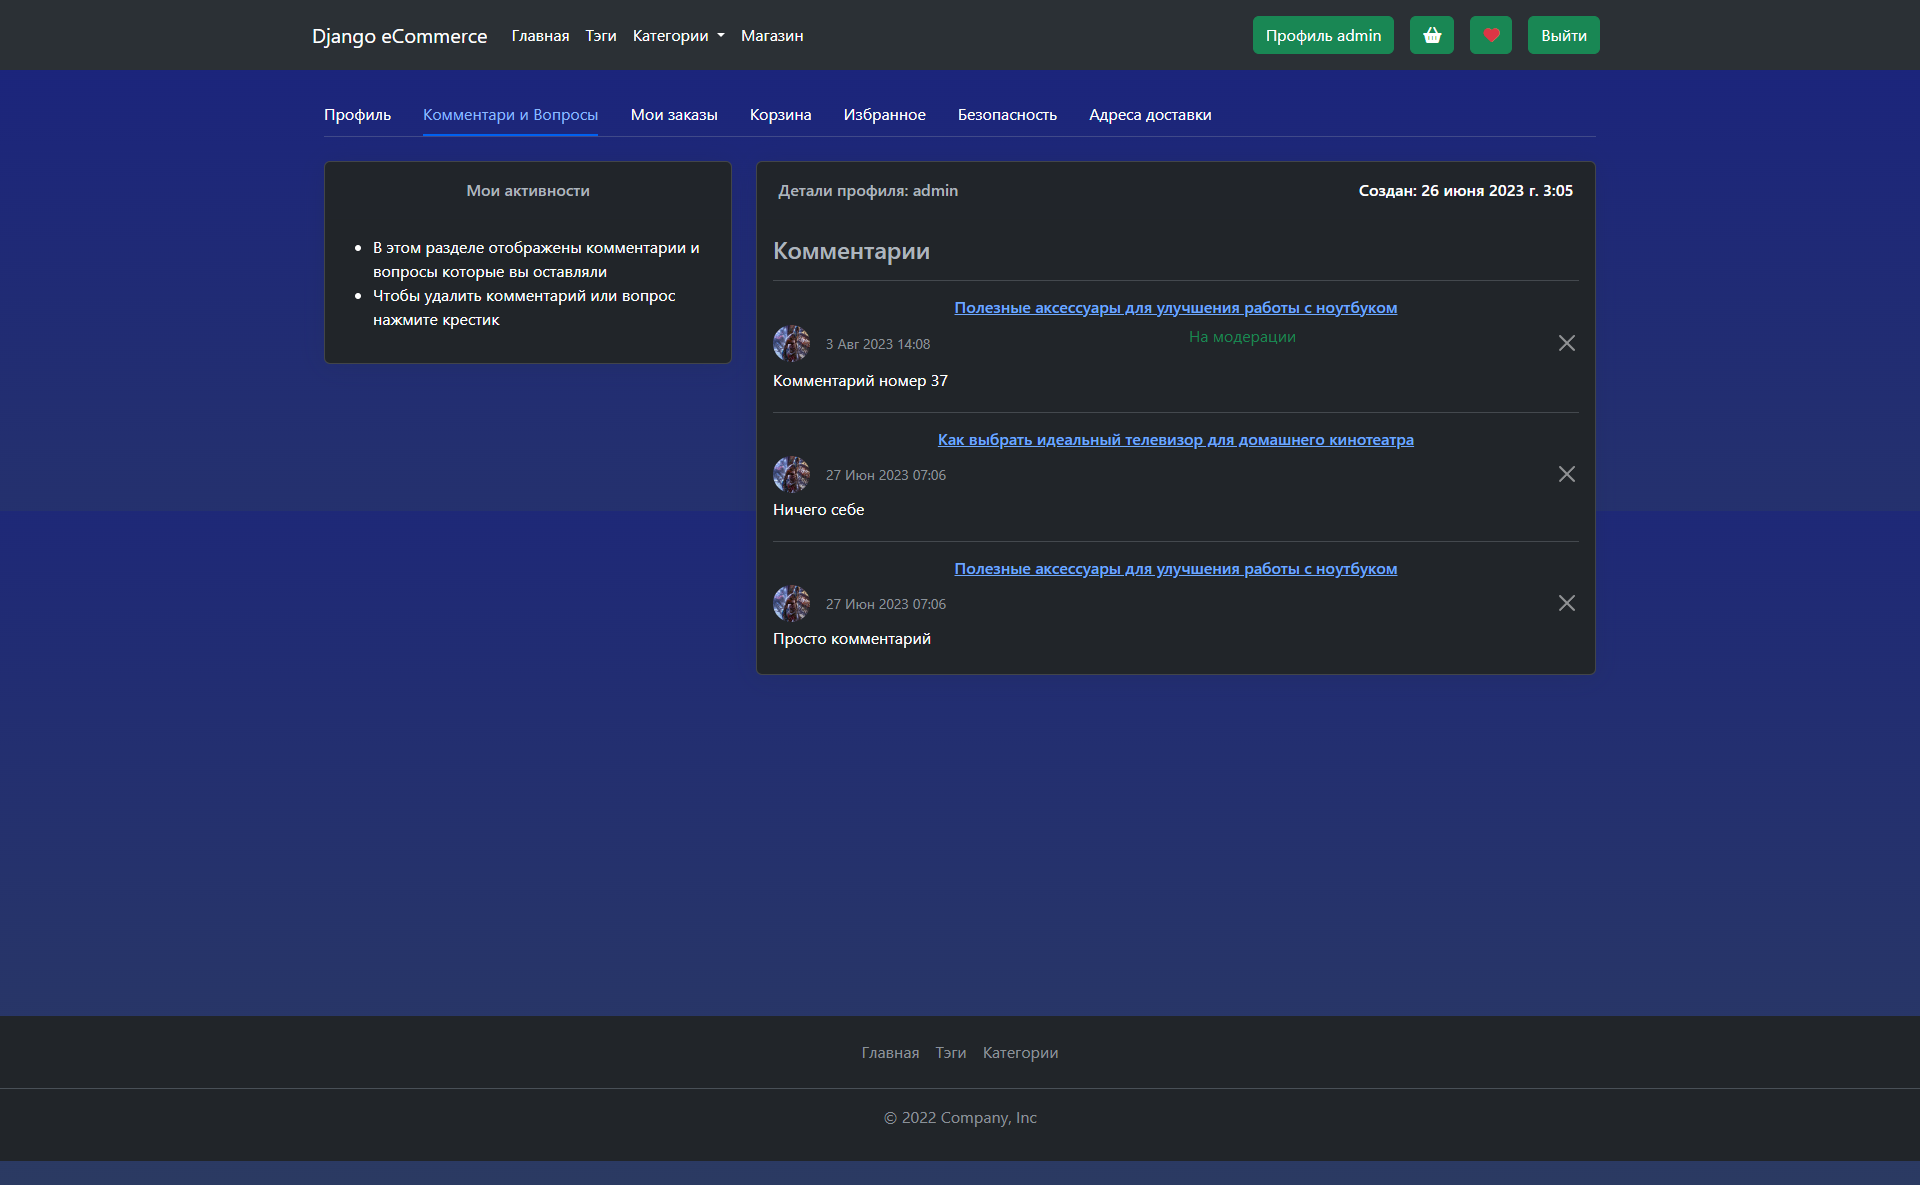 Django eCommerce
Главная
Тэги
Категории
Магазин
Профиль admin
Выйти
Профиль
Комментари и Вопросы
Мои заказы
Корзина
Избранное
Безопасность
Адреса доставки
Мои активности
В этом разделе отображены комментарии и
вопросы которые вы оставляли
Чтобы удалить комментарий или вопрос
нажмите крестик
Детали профиля: admin
Создан: 26 июня 2023 г. 3:05
Комментарии
Полезные аксессуары для улучшения работы с ноутбуком
3 Авг 2023 14:08
На модерации
Комментарий номер 37
Как выбрать идеальный телевизор для домашнего кинотеатра
27 Июн 2023 07:06
Ничего себе
Полезные аксессуары для улучшения работы с ноутбуком
27 Июн 2023 07:06
Просто комментарий
Главная
Тэги
Категории
© 2022 Company, Inc